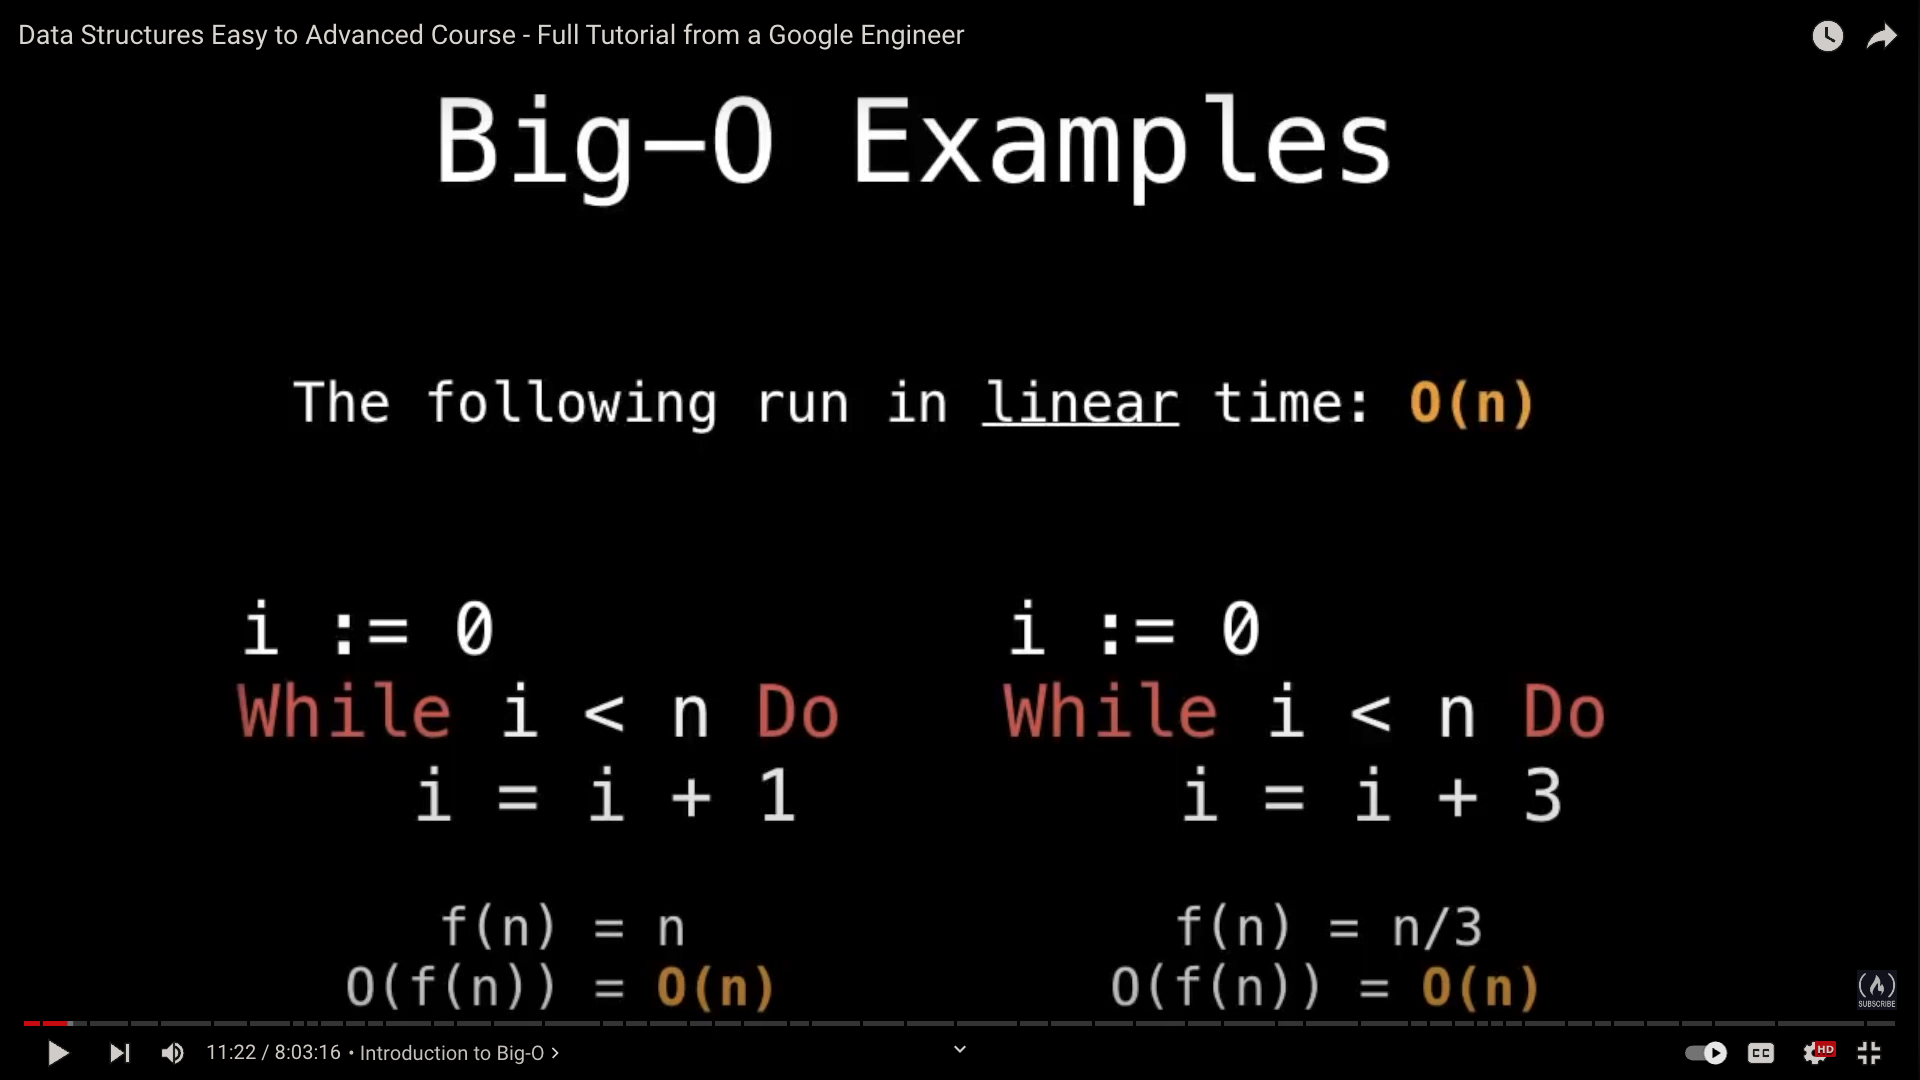 Data Structures Easy to Advanced Course - Full Tutorial from a Google Engineer
Big-O Examples
The following run in linear time: O(n)
i := 0
While i < n Do
i = i + 1
f(n) = n
O(f(n)) = O(n)
i := 0
While i < n Do
i = i + 3
f(n) = n/3
O(f(n)) = O(n)
SUBSCRIBE
11:22 / 8:03:16 • Introduction to Big-O >
CC
HD